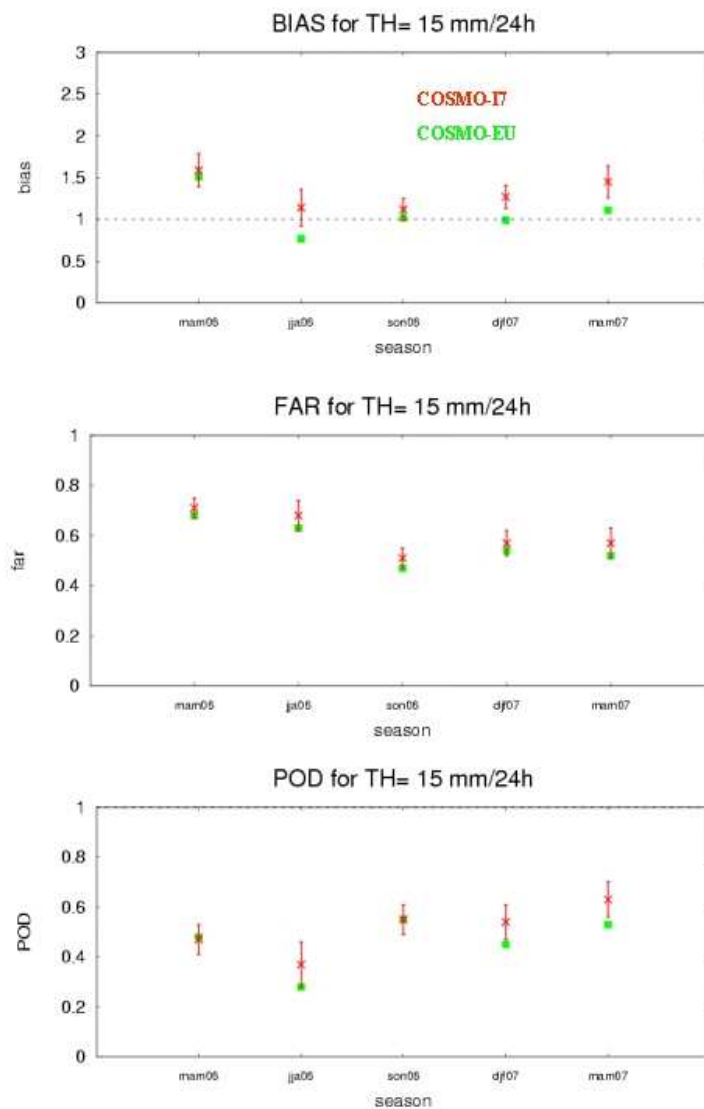 BIAS for TH= 15 mm/24h
3
2.5
2
1.5
1
0.5
0
bias
COSMO-I7
COSMO-EU
mam06 jja06 son06 djf07 mam07
season
FAR for TH= 15 mm/24h
1
0.8
0.6
0.4
0.2
0
far
mam06 jja06 son06 djf07 mam07
season
POD for TH= 15 mm/24h
1
0.8
0.6
0.4
0.2
0
POD
mam06 jja06 son06 djf07 mam07
season